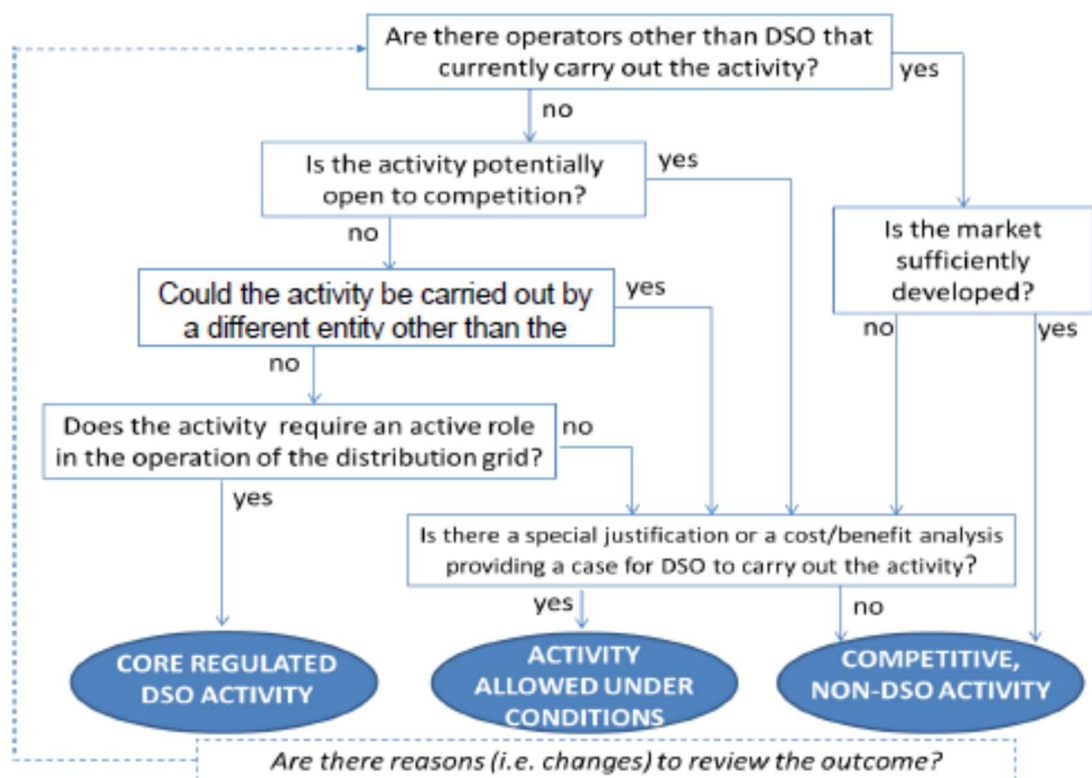 Are there operators other than DSO that
currently carry out the activity?
yes
no
Is the activity potentially
open to competition?
yes
no
Is the market
sufficiently
developed?
Could the activity be carried out by
a different entity other than the
yes
no
yes
no
Does the activity require an active role
in the operation of the distribution grid?
no
yes
Is there a special justification or a cost/benefit analysis
providing a case for DSO to carry out the activity?
yes
no
CORE REGULATED
DSO ACTIVITY
ACTIVITY
ALLOWED UNDER
CONDITIONS
COMPETITIVE,
NON-DSO ACTIVITY
Are there reasons (i.e. changes) to review the outcome?